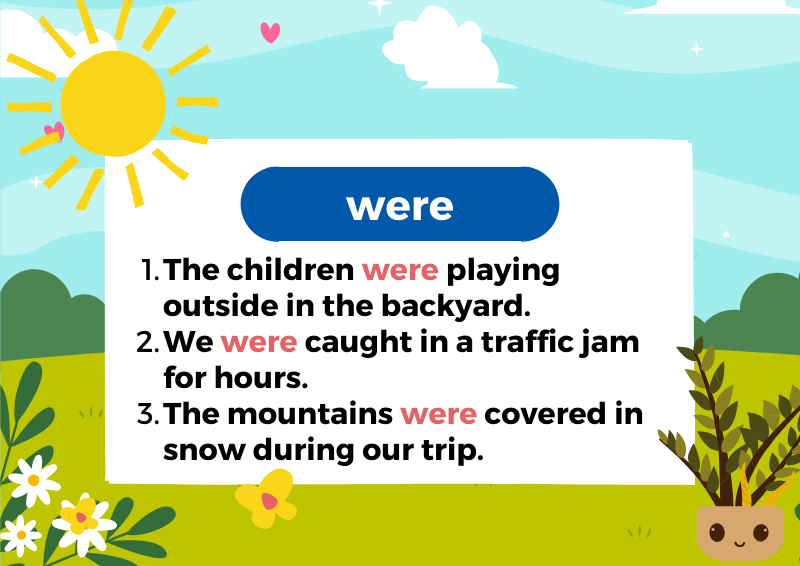 were
1. The children were playing
outside in the backyard.
2. We were caught in a traffic jam
for hours.
3. The mountains were covered in
snow during our trip.